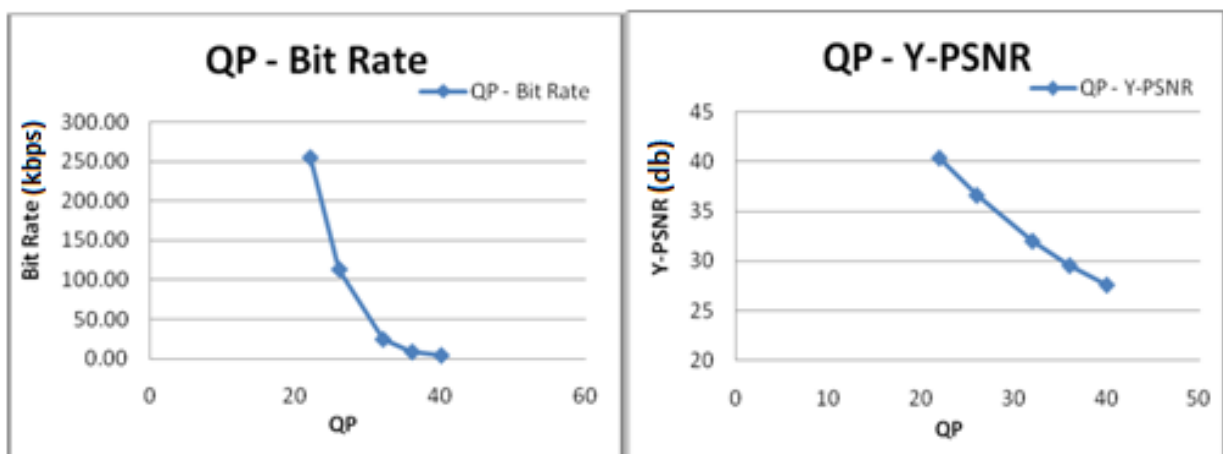 QP - Bit Rate
QP - Bit Rate
Bit Rate (kbps)
300.00
250.00
200.00
150.00
100.00
50.00
0.00
0 20 40 60
QP
QP - Y-PSNR
QP - Y-PSNR
Y-PSNR (db)
45
40
35
30
25
20
0 10 20 30 40 50
QP